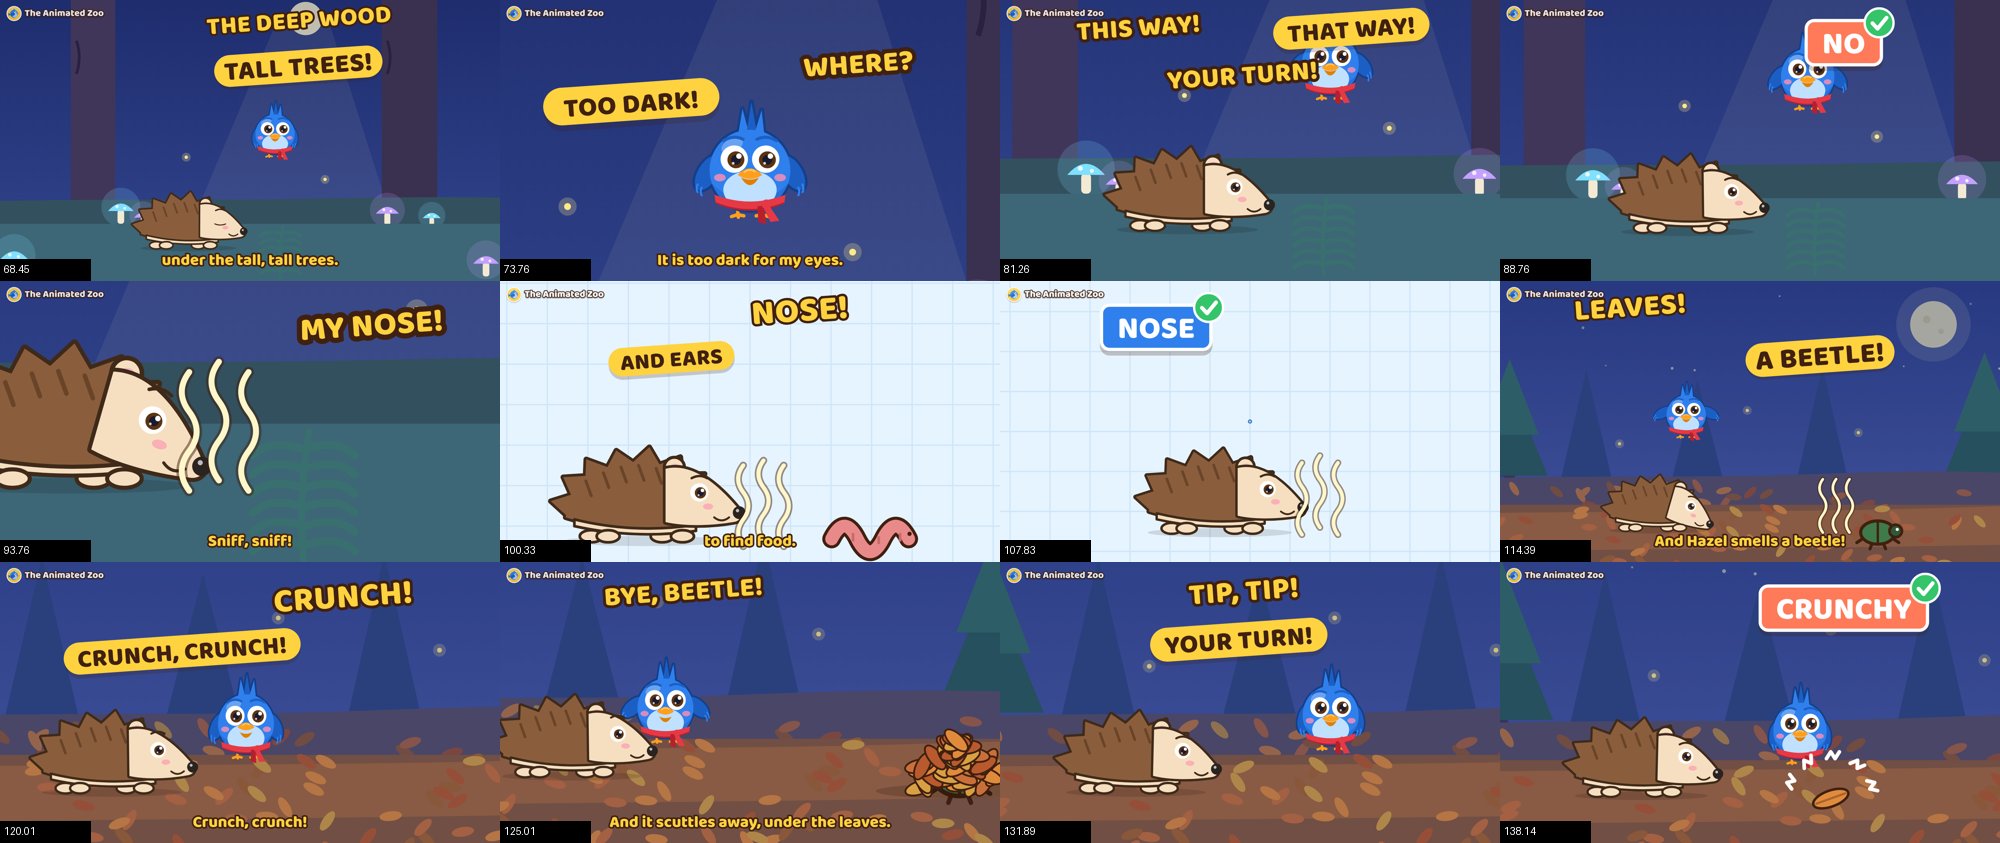 The Animated Zoo
THE DEEP WOOD
TALL TREES!
under the tall, tall trees.
68.45
The Animated Zoo
WHERE?
TOO DARK!
It is too dark for my eyes.
73.76
The Animated Zoo
THIS WAY!
THAT WAY!
YOUR TURN!
81.26
The Animated Zoo
NO
88.76
The Animated Zoo
MY NOSE!
Sniff, sniff!
93.76
The Animated Zoo
NOSE!
AND EARS
to find food.
100.33
The Animated Zoo
NOSE
107.83
The Animated Zoo
LEAVES!
A BEETLE!
And Hazel smells a beetle!
114.39
The Animated Zoo
CRUNCH!
CRUNCH, CRUNCH!
Crunch, crunch!
120.01
The Animated Zoo
BYE, BEETLE!
And it scuttles away, under the leaves.
125.01
The Animated Zoo
TIP, TIP!
YOUR TURN!
131.89
The Animated Zoo
CRUNCHY
138.14